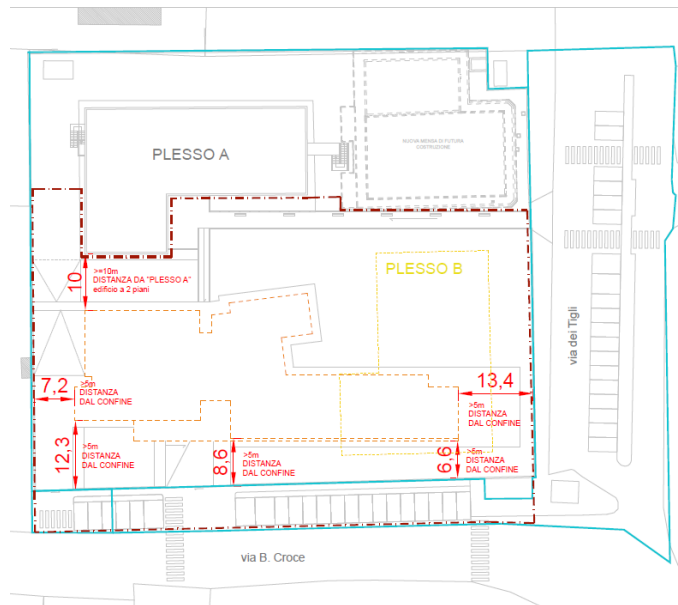 PLESSO A
NUOVA MENSA DI FUTURA
COSTRUZIONE
10
>=10m
DISTANZA DA "PLESSO A"
edificio a 2 piani
PLESSO B
via dei Tigli
7,2
>5m
DISTANZA
DAL CONFINE
13,4
>5m
DISTANZA
DAL CONFINE
12,3
>5m
DISTANZA
DAL CONFINE
8,6
>5m
DISTANZA
DAL CONFINE
6,6
>5m
DISTANZA
DAL CONFINE
via B. Croce